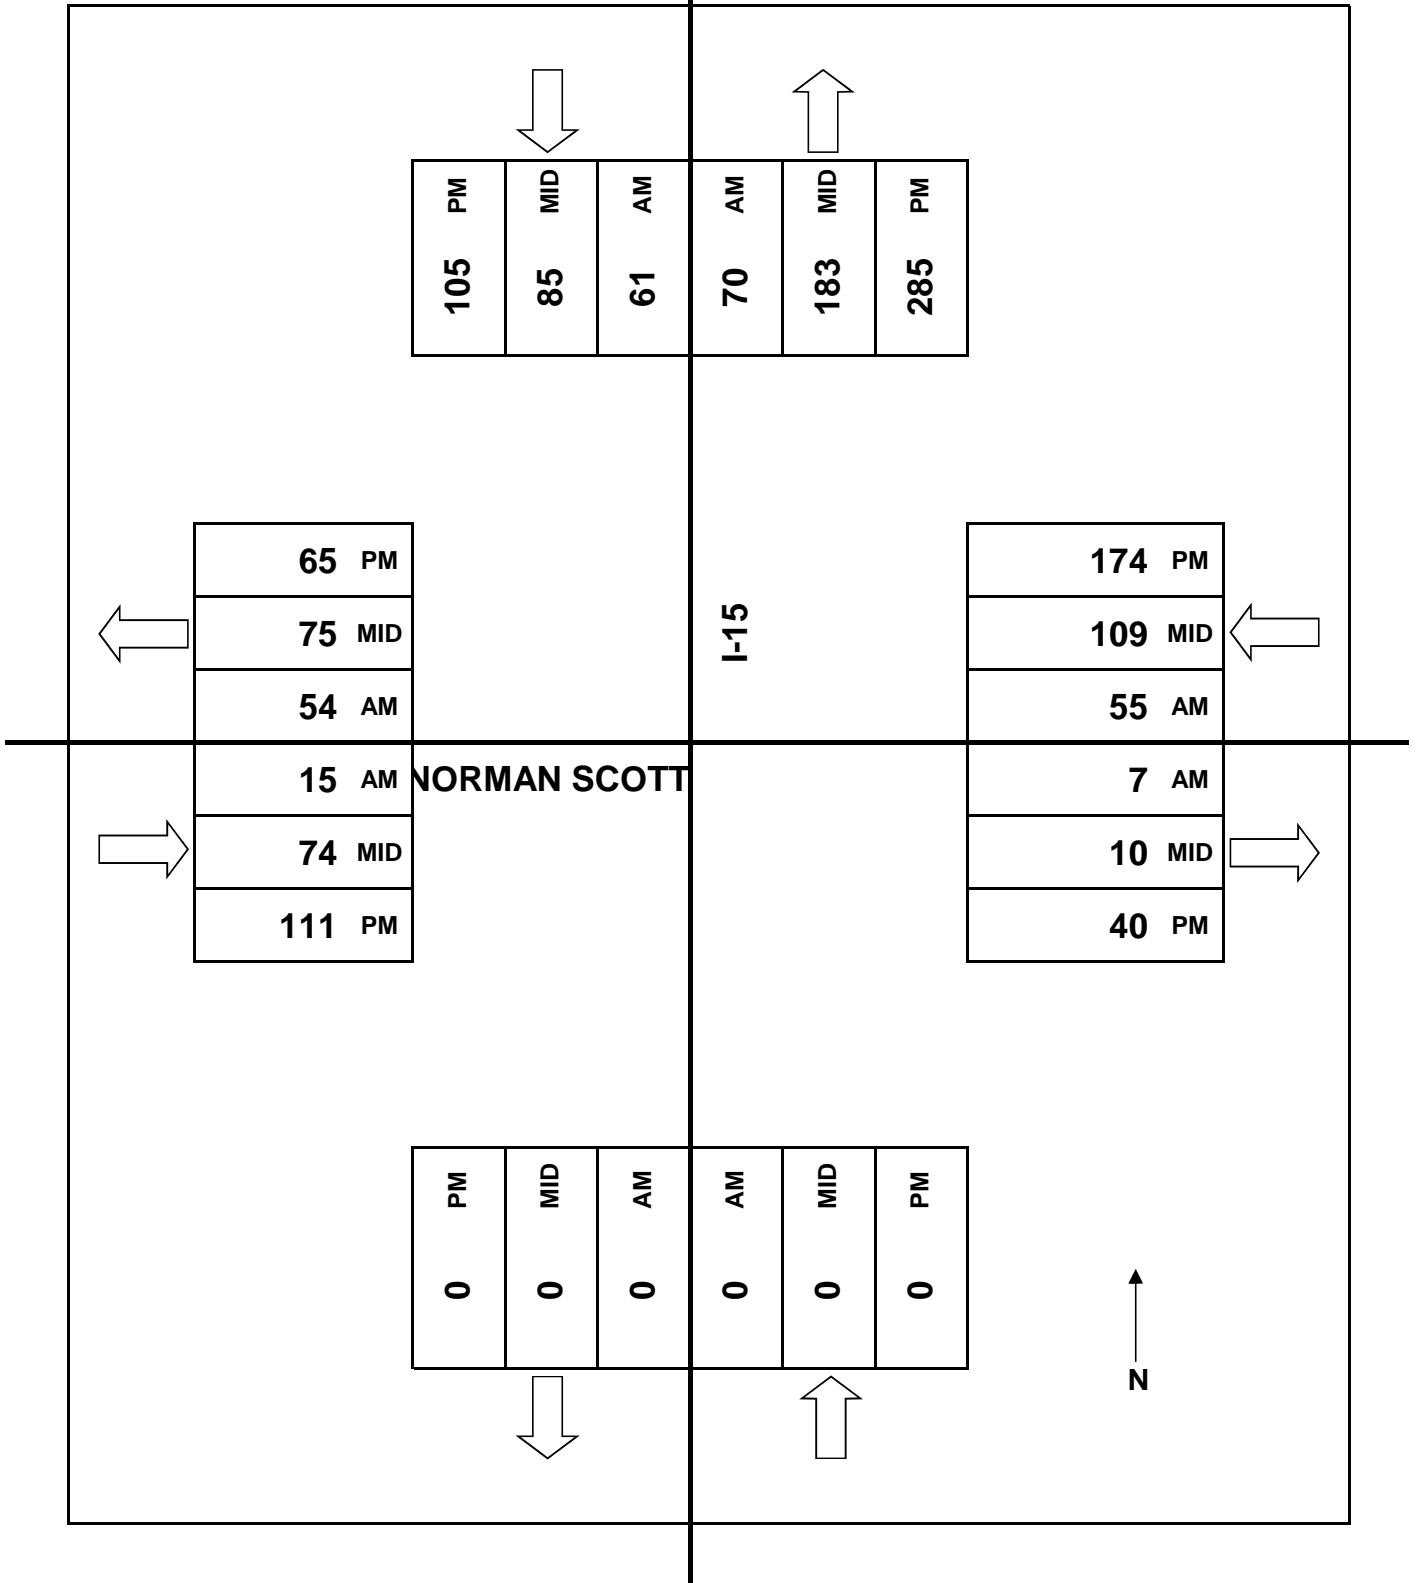 PM MID AM AM MID PM
105 85 61 70 183 285
65 PM
75 MID
54 AM
15 AM
74 MID
111 PM
I-15
NORMAN SCOTT
174 PM
109 MID
55 AM
7 AM
10 MID
40 PM
PM MID AM AM MID PM
0 0 0 0 0 0
N